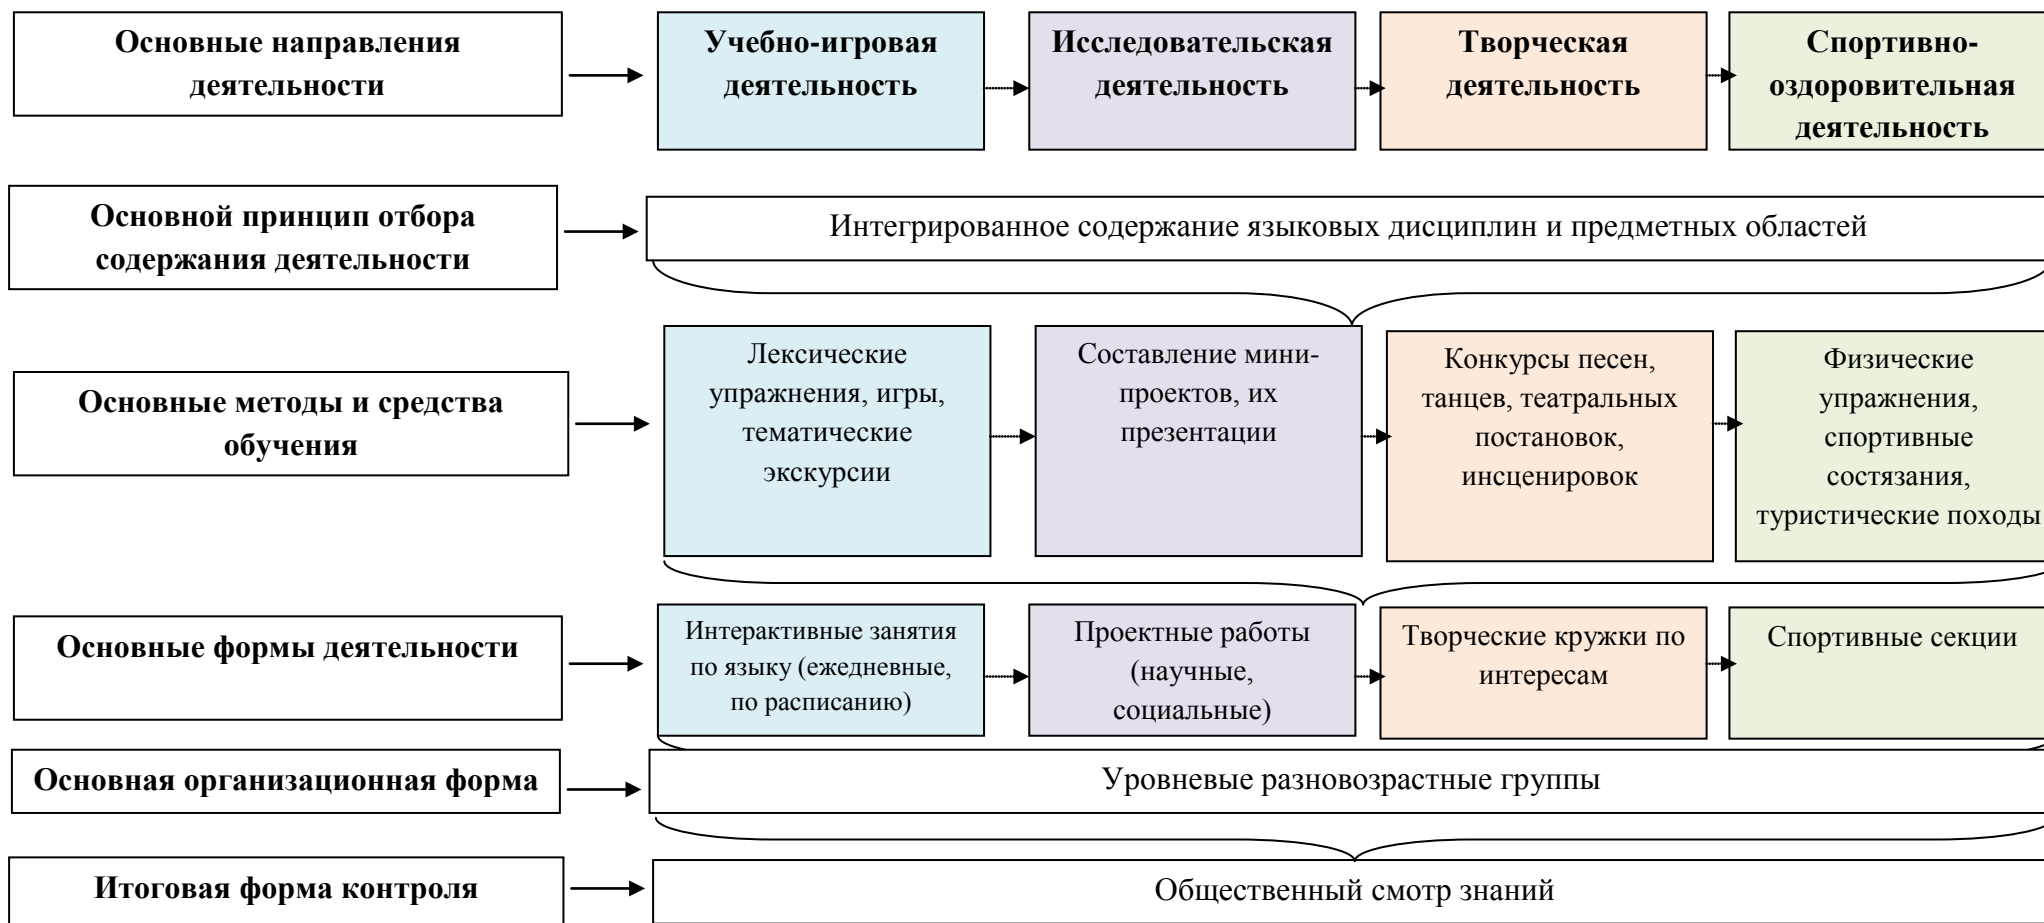 Основные направления
деятельности
Учебно-игровая
деятельность
Исследовательская
деятельность
Творческая
деятельность
Спортивно-
оздоровительная
деятельность
Основной принцип отбора
содержания деятельности
Интегрированное содержание языковых дисциплин и предметных областей
Основные методы и средства
обучения
Лексические
упражнения, игры,
тематические
экскурсии
Составление мини-
проектов, их
презентации
Конкурсы песен,
танцев, театральных
постановок,
инсценировок
Физические
упражнения,
спортивные
состязания,
туристические походы
Основные формы деятельности
Интерактивные занятия
по языку (ежедневные,
по расписанию)
Проектные работы
(научные,
социальные)
Творческие кружки по
интересам
Спортивные секции
Основная организационная форма
Уровневые разновозрастные группы
Итоговая форма контроля
Общественный смотр знаний